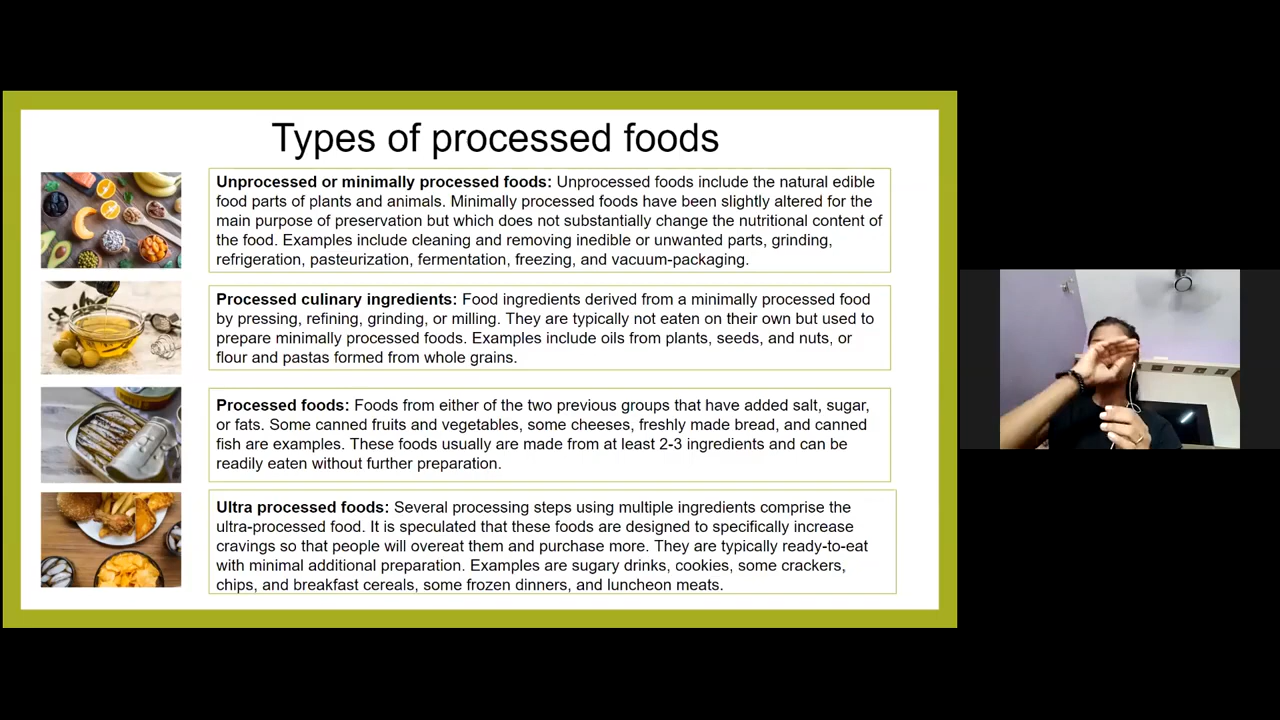 Types of processed foods
Unprocessed or minimally processed foods: Unprocessed foods include the natural edible
food parts of plants and animals. Minimally processed foods have been slightly altered for the
main purpose of preservation but which does not substantially change the nutritional content of
the food. Examples include cleaning and removing inedible or unwanted parts, grinding,
refrigeration, pasteurization, fermentation, freezing, and vacuum-packaging.
Processed culinary ingredients: Food ingredients derived from a minimally processed food
by pressing, refining, grinding, or milling. They are typically not eaten on their own but used to
prepare minimally processed foods. Examples include oils from plants, seeds, and nuts, or
flour and pastas formed from whole grains.
Processed foods: Foods from either of the two previous groups that have added salt, sugar,
or fats. Some canned fruits and vegetables, some cheeses, freshly made bread, and canned
fish are examples. These foods usually are made from at least 2-3 ingredients and can be
readily eaten without further preparation.
Ultra processed foods: Several processing steps using multiple ingredients comprise the
ultra-processed food. It is speculated that these foods are designed to specifically increase
cravings so that people will overeat them and purchase more. They are typically ready-to-eat
with minimal additional preparation. Examples are sugary drinks, cookies, some crackers,
chips, and breakfast cereals, some frozen dinners, and luncheon meats.